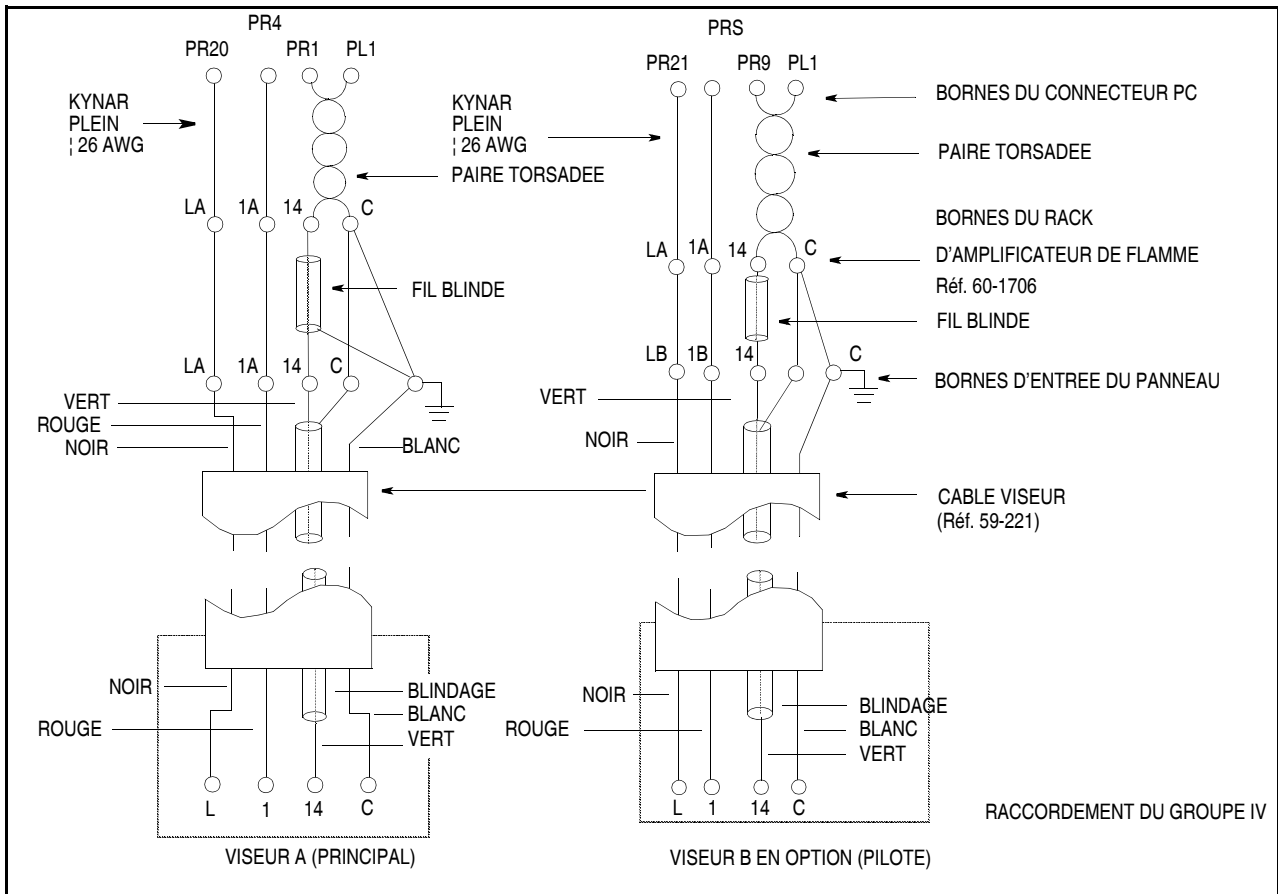 PR4
PR20 PR1 PL1
KYNAR
PLEIN
¦ 26 AWG
PAIRE TORSADEE
LA 1A 14 C
FIL BLINDE
LA 1A 14 C
VERT
ROUGE
NOIR
BLANC
NOIR
ROUGE
BLINDAGE
BLANC
VERT
L 1 14 C
VISEUR A (PRINCIPAL)
PRS
PR21 PR9 PL1
KYNAR
PLEIN
¦ 26 AWG
BORNES DU CONNECTEUR PC
PAIRE TORSADEE
BORNES DU RACK
D'AMPLIFICATEUR DE FLAMME
Réf. 60-1706
LA 1A 14 C
FIL BLINDE
LB 1B 14 C
BORNES D'ENTREE DU PANNEAU
VERT
NOIR
CABLE VISEUR
(Réf. 59-221)
NOIR
ROUGE
BLINDAGE
BLANC
VERT
L 1 14 C
VISEUR B EN OPTION (PILOTE)
RACCORDEMENT DU GROUPE IV